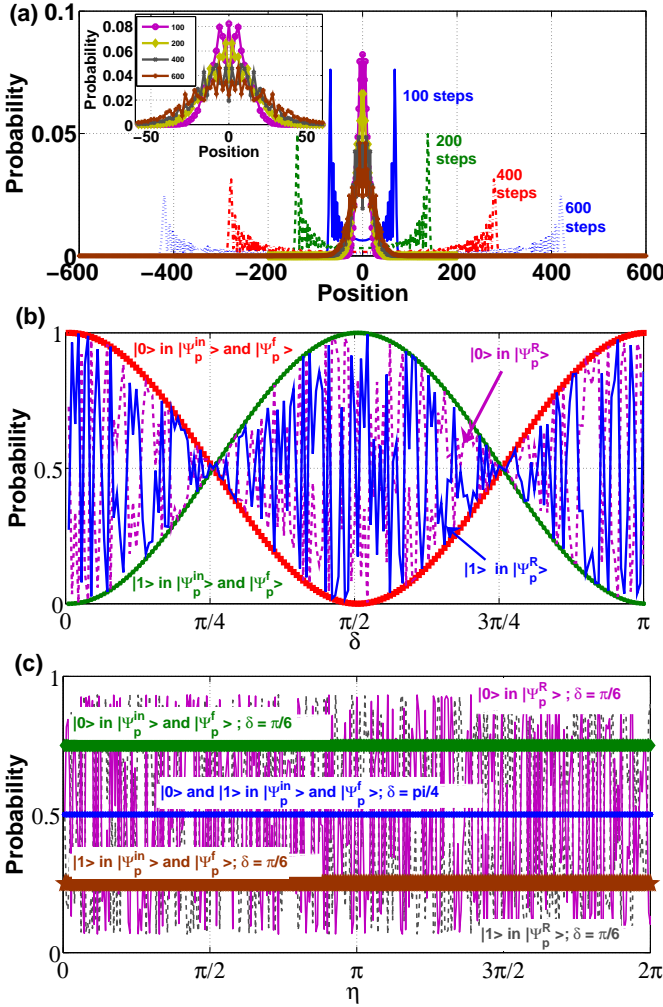 (a)
0.1
0.05
0
Probability
−600
−400
−200
0
200
400
600
Position
100 steps
200
steps
400
steps
600
steps
0.08
0.06
0.04
0.02
0
Probability
−50
0
50
Position
100
200
400
600
(b)
1
0.5
0
Probability
|0> in |Ψ_p^in> and |Ψ_p^f>
|0> in |Ψ_p^R>
|1> in |Ψ_p^in> and |Ψ_p^f>
|1> in |Ψ_p^R>
0
π/4
π/2
3π/4
π
δ
(c)
1
0.5
0
Probability
|0> in |Ψ_p^R> ; δ = π/6
|0> in |Ψ_p^in> and |Ψ_p^f> ; δ = π/6
|0> and |1> in |Ψ_p^in> and |Ψ_p^f>; δ = pi/4
|1> in |Ψ_p^in> and |Ψ_p^f>; δ = π/6
|1> in |Ψ_p^R>; δ = π/6
0
π/2
π
3π/2
2π
η